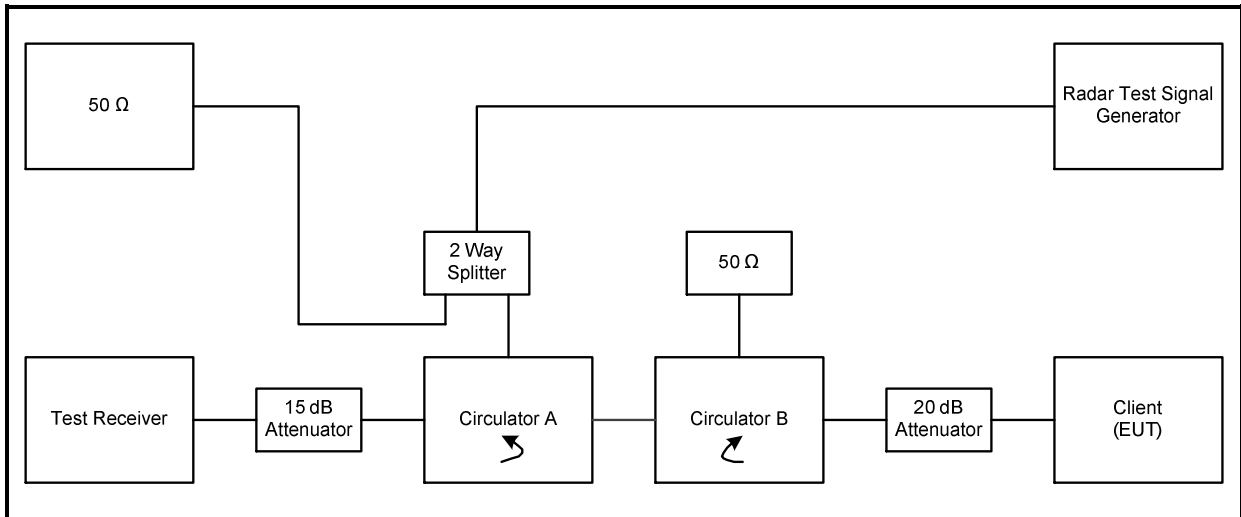 50 Ω
Radar Test Signal
Generator
2 Way
Splitter
50 Ω
Test Receiver
15 dB
Attenuator
Circulator A
Circulator B
20 dB
Attenuator
Client
(EUT)